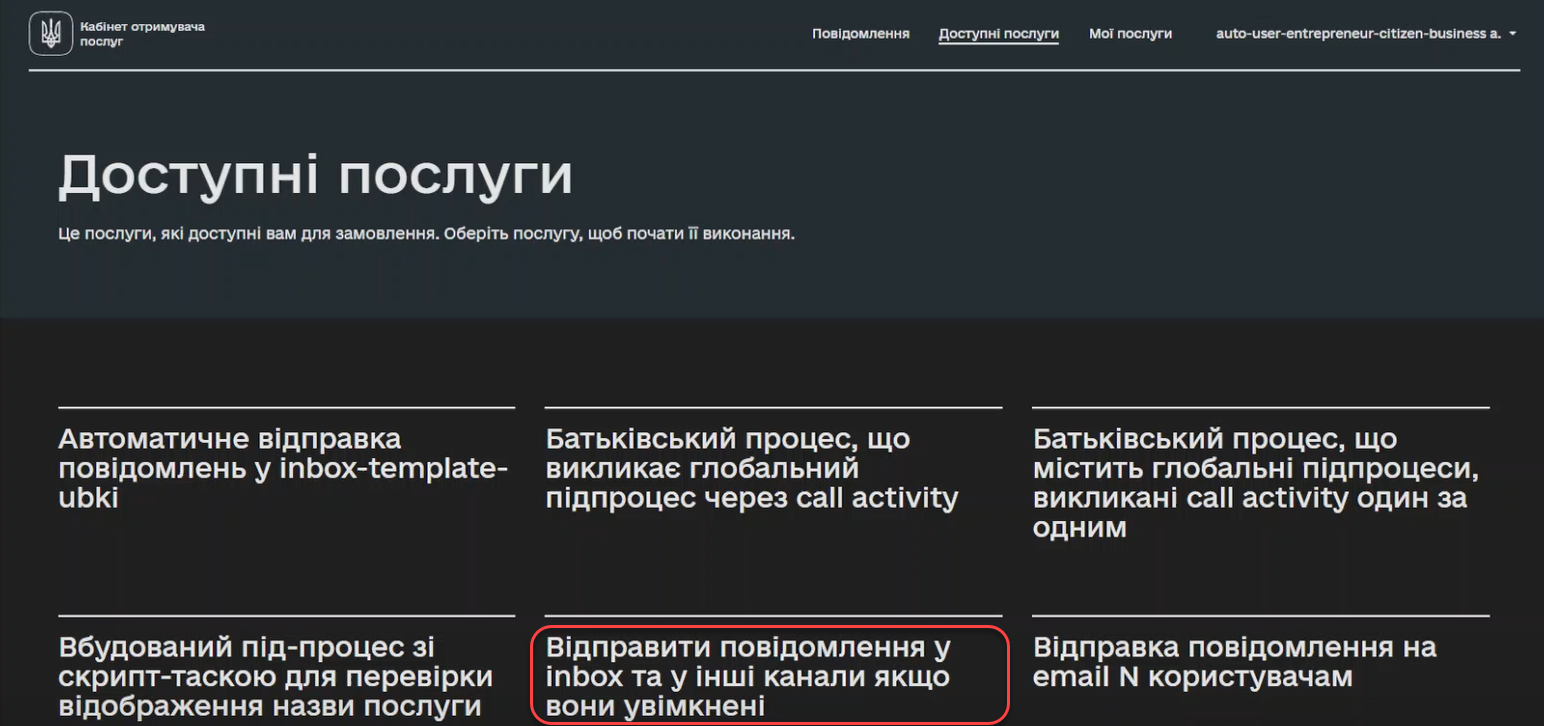 Кабінет отримувача
послуг
Повідомлення Доступні послуги Мої послуги auto-user-entrepreneur-citizen-business a.
Доступні послуги
Це послуги, які доступні вам для замовлення. Оберіть послугу, щоб почати її виконання.
Автоматичне відправка
повідомлень у inbox-template-
ubki
Батьківський процес, що
викликає глобальний
підпроцес через call activity
Батьківський процес, що
містить глобальні підпроцеси,
викликані call activity один за
одним
Вбудований під-процес зі
скрипт-таскою для перевірки
відображення назви послуги
Відправити повідомлення у
inbox та у інші канали якщо
вони увімкнені
Відправка повідомлення на
email N користувачам